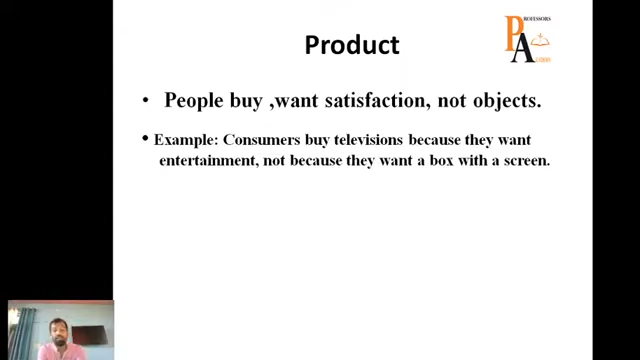 Product
PROFESSORS
• People buy ,want satisfaction, not objects.
• Example: Consumers buy televisions because they want
entertainment, not because they want a box with a screen.